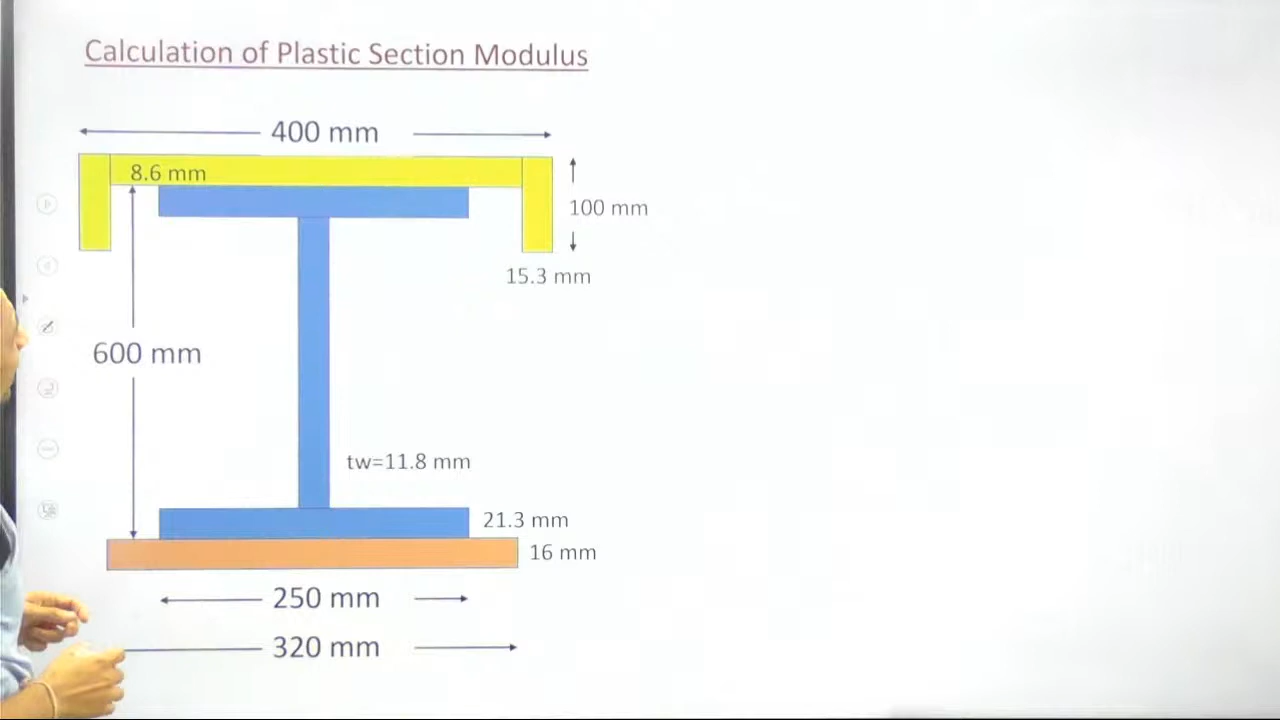 Calculation of Plastic Section Modulus
400 mm
8.6 mm
100 mm
15.3 mm
600 mm
tw=11.8 mm
21.3 mm
16 mm
250 mm
320 mm